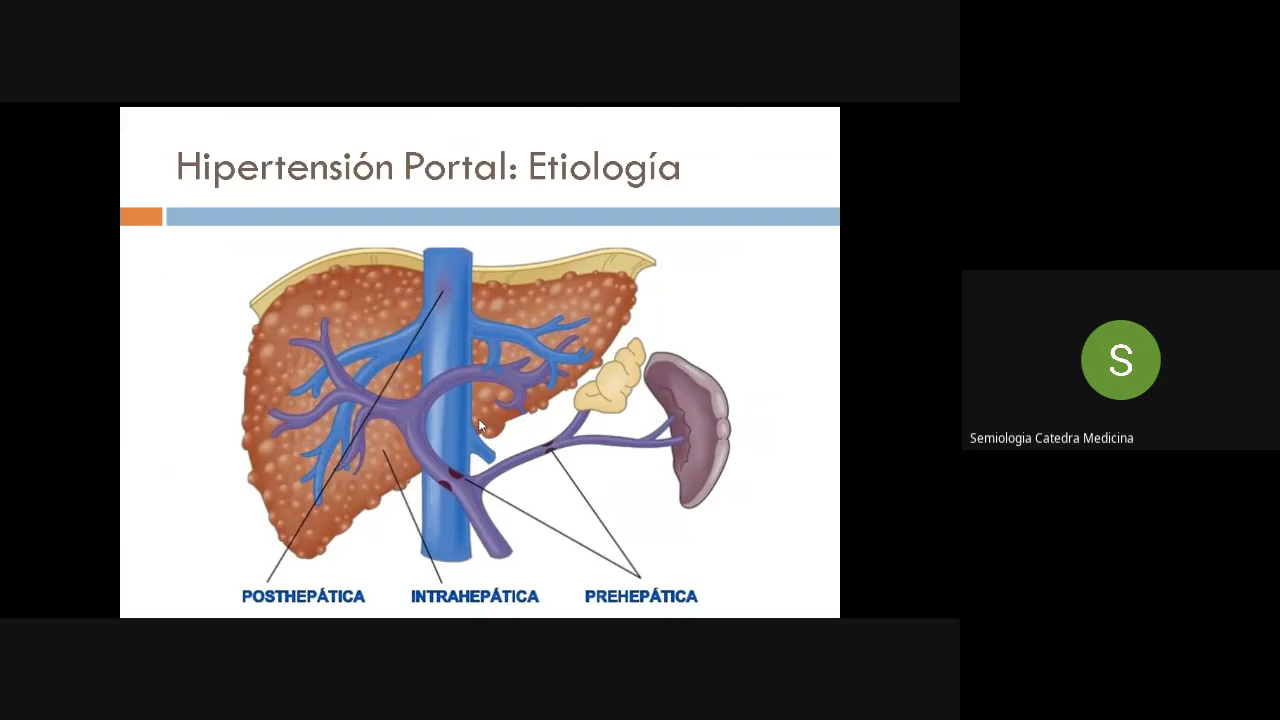 Hipertensión Portal: Etiología
POSTHEPÁTICA
INTRAHEPÁTICA
PREHEPÁTICA
S
Semiologia Catedra Medicina